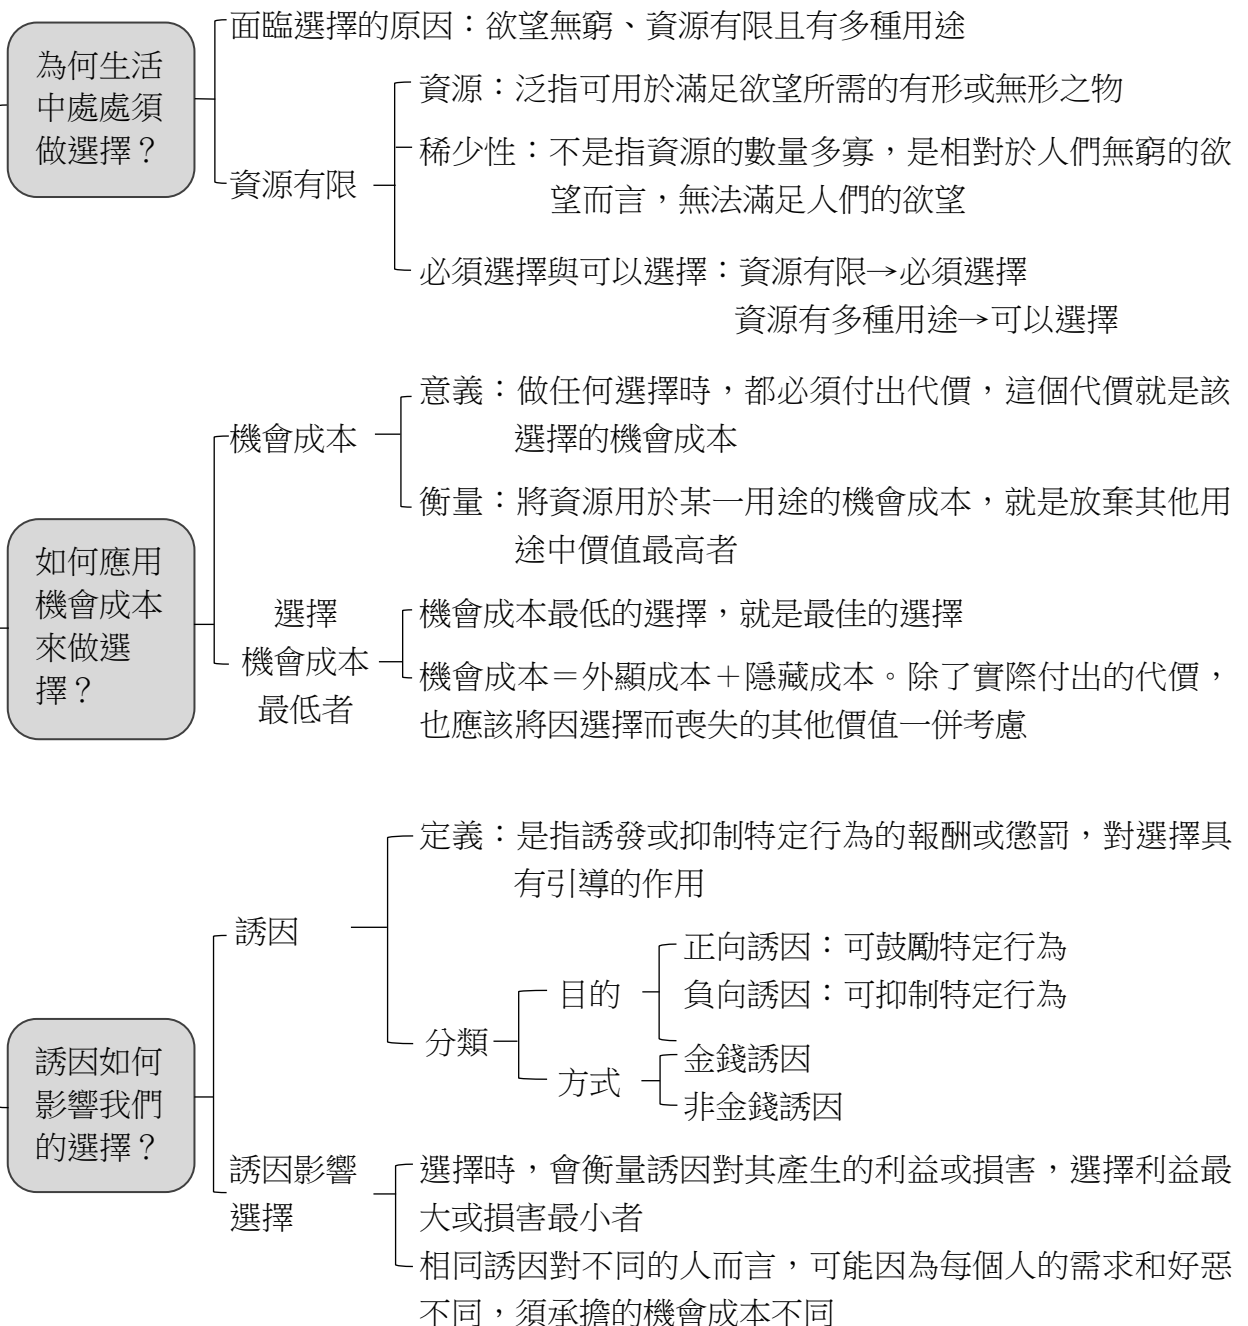 為何生活
中處處須
做選擇？
面臨選擇的原因：欲望無窮、資源有限且有多種用途
資源有限
資源：泛指可用於滿足欲望所需的有形或無形之物
稀少性：不是指資源的數量多寡，是相對於人們無窮的欲
望而言，無法滿足人們的欲望
必須選擇與可以選擇：資源有限→必須選擇
資源有多種用途→可以選擇
如何應用
機會成本
來做選
擇？
機會成本
意義：做任何選擇時，都必須付出代價，這個代價就是該
選擇的機會成本
衡量：將資源用於某一用途的機會成本，就是放棄其他用
途中價值最高者
選擇
機會成本
最低者
機會成本最低的選擇，就是最佳的選擇
機會成本＝外顯成本＋隱藏成本。除了實際付出的代價，
也應該將因選擇而喪失的其他價值一併考慮
誘因如何
影響我們
的選擇？
誘因
定義：是指誘發或抑制特定行為的報酬或懲罰，對選擇具
有引導的作用
分類
目的
正向誘因：可鼓勵特定行為
負向誘因：可抑制特定行為
方式
金錢誘因
非金錢誘因
誘因影響
選擇
選擇時，會衡量誘因對其產生的利益或損害，選擇利益最
大或損害最小者
相同誘因對不同的人而言，可能因為每個人的需求和好惡
不同，須承擔的機會成本不同